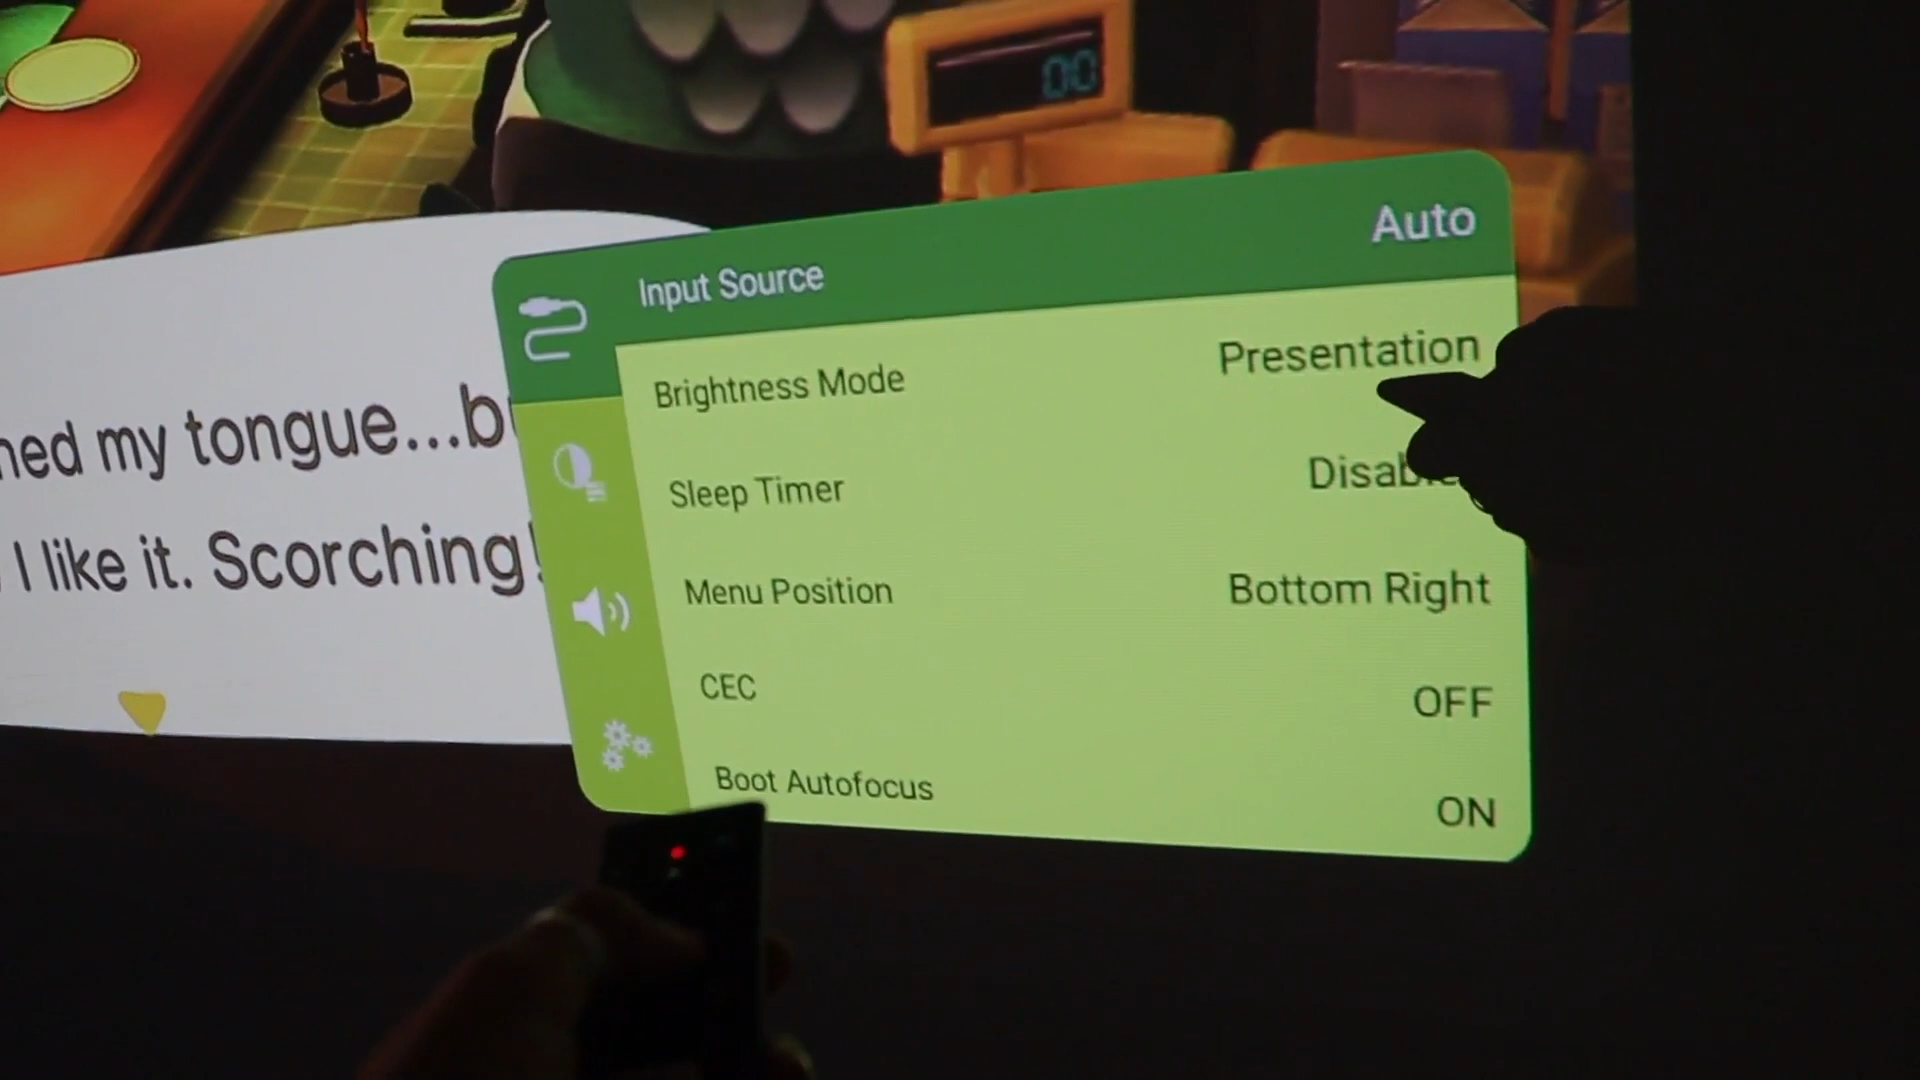 00
Input Source Auto
Brightness Mode Presentation
Sleep Timer
Menu Position Bottom Right
CEC OFF
Boot Autofocus ON
my tongue...
I like it. Scorching!